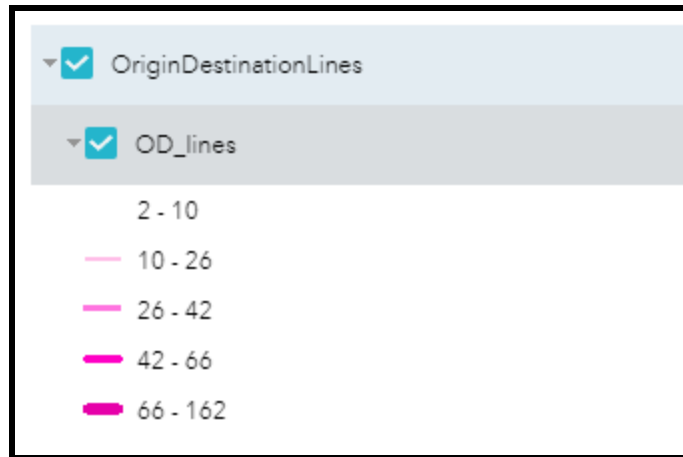 OriginDestinationLines
OD_lines
2 - 10
10 - 26
26 - 42
42 - 66
66 - 162